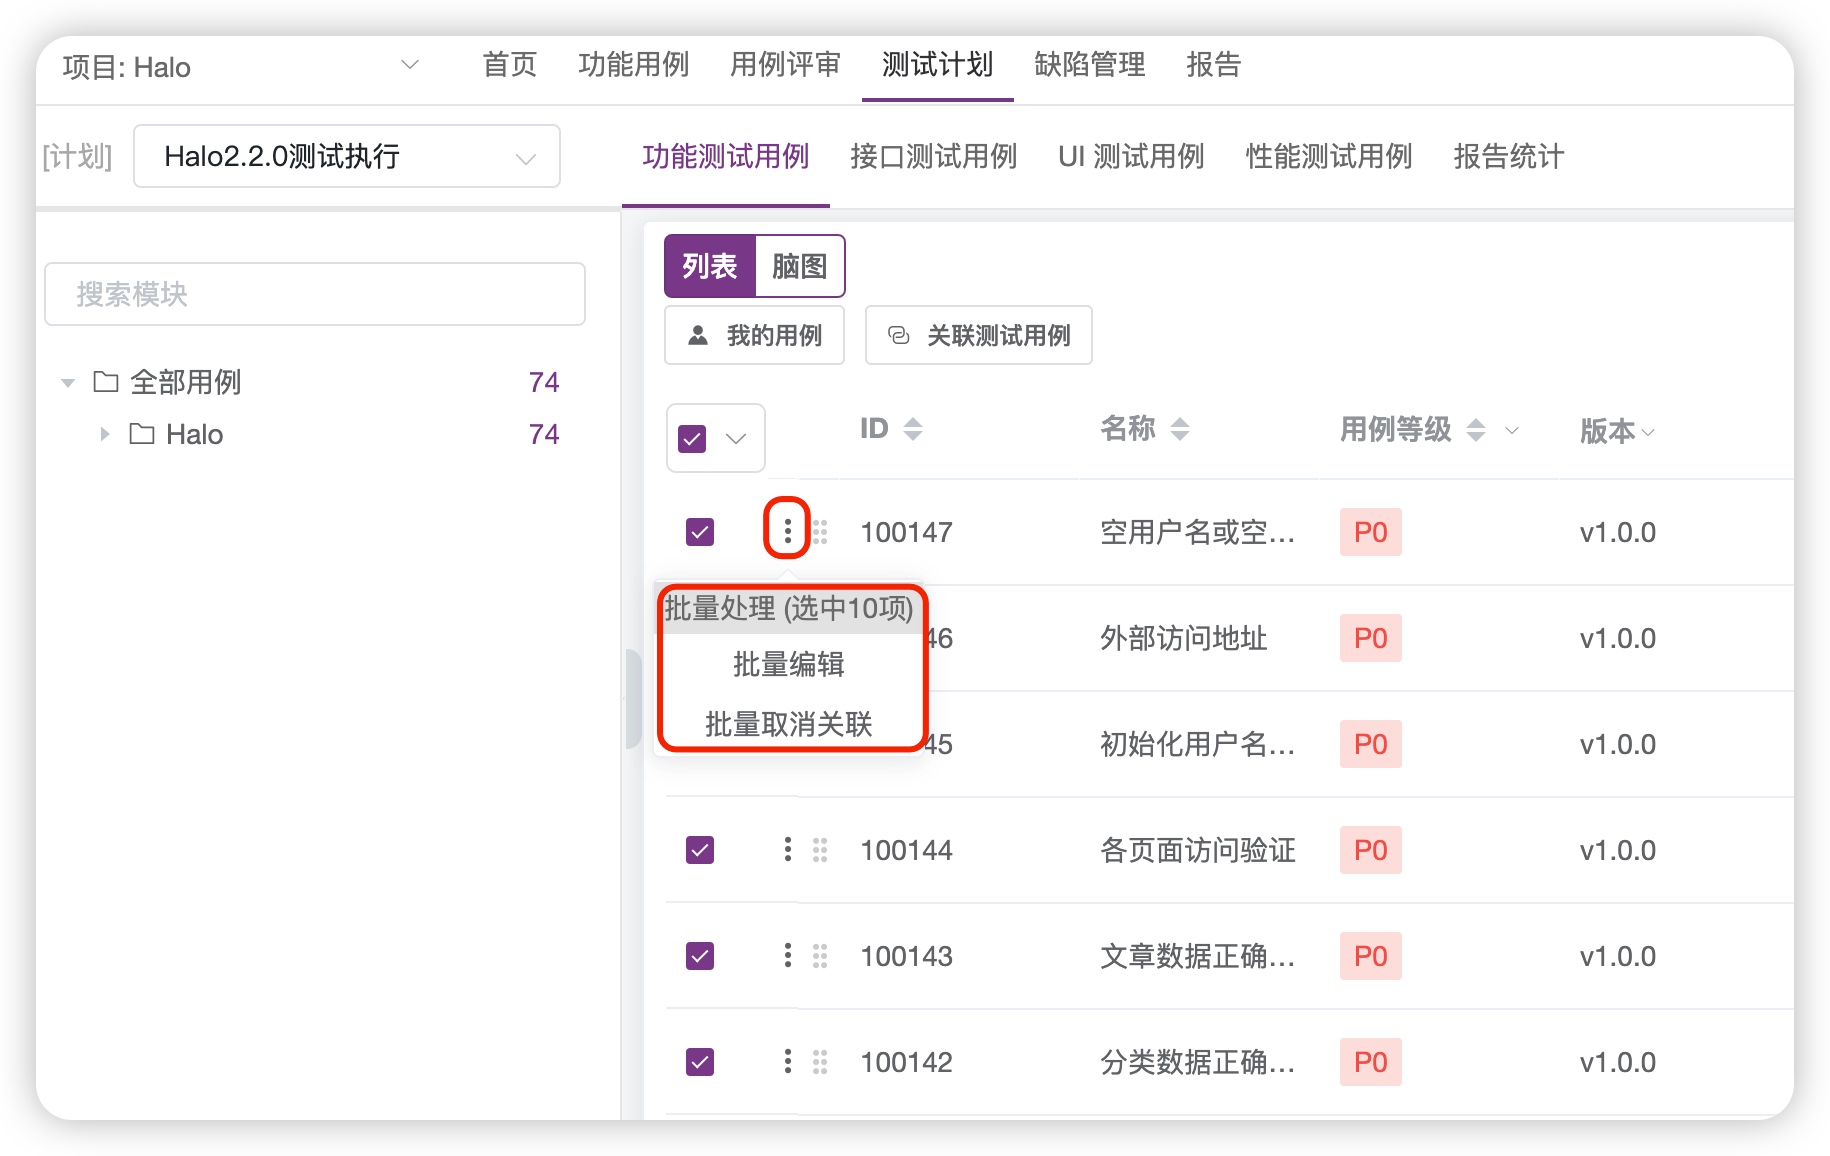 项目: Halo 首页 功能用例 用例评审 测试计划 缺陷管理 报告
[计划] Halo2.2.0测试执行 功能测试用例 接口测试用例 UI 测试用例 性能测试用例 报告统计
搜索模块
全部用例 74
Halo 74
列表 脑图
我的用例 关联测试用例
ID 名称 用例等级 版本
100147 空用户名或空... P0 v1.0.0
批量处理 (选中10项)
批量编辑
批量取消关联
46 外部访问地址 P0 v1.0.0
45 初始化用户名... P0 v1.0.0
100144 各页面访问验证 P0 v1.0.0
100143 文章数据正确... P0 v1.0.0
100142 分类数据正确... P0 v1.0.0